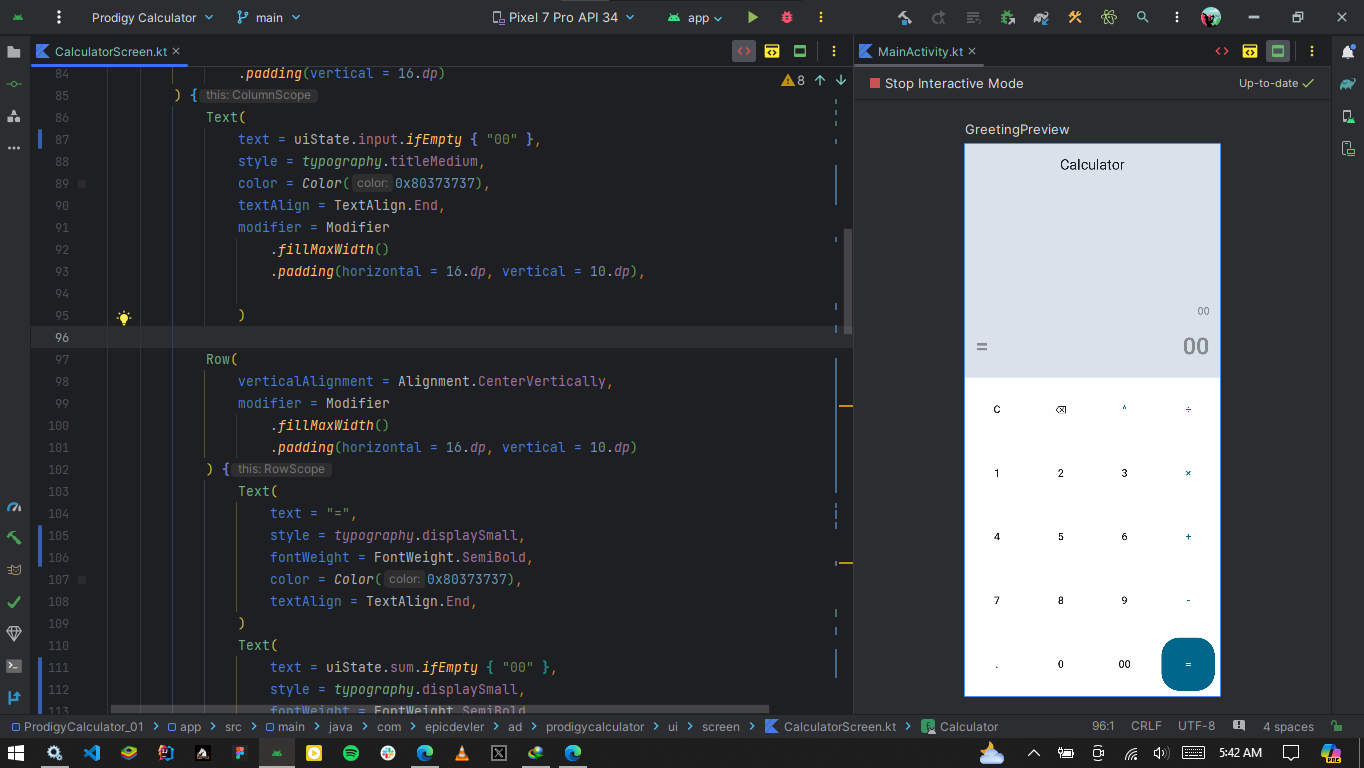 Prodigy Calculator main Pixel 7 Pro API 34 app
CalculatorScreen.kt
MainActivity.kt
84 .padding(vertical = 16.dp)
8
85 ) { this: ColumnScope
86 Text(
87 text = uiState.input.ifEmpty { "00" },
88 style = typography.titleMedium,
89 color = Color( color: 0x80373737),
90 textAlign = TextAlign.End,
91 modifier = Modifier
92 .fillMaxWidth()
93 .padding(horizontal = 16.dp, vertical = 10.dp),
94
95 )
96
97 Row(
98 verticalAlignment = Alignment.CenterVertically,
99 modifier = Modifier
100 .fillMaxWidth()
101 .padding(horizontal = 16.dp, vertical = 10.dp)
102 ) { this: RowScope
103 Text(
104 text = "=",
105 style = typography.displaySmall,
106 fontWeight = FontWeight.SemiBold,
107 color = Color( color: 0x80373737),
108 textAlign = TextAlign.End,
109 )
110 Text(
111 text = uiState.sum.ifEmpty { "00" },
112 style = typography.displaySmall,
113 fontWeight = FontWeight.SemiBold
Stop Interactive Mode
Up-to-date
GreetingPreview
Calculator
00
= 00
C ⌫ ^ ÷
1 2 3 ×
4 5 6 +
7 8 9 -
. 0 00 =
ProdigyCalculator_01 > app > src > main > java > com > epicdevler > ad > prodigycalculator > ui > screen > CalculatorScreen.kt > Calculator
96:1 CRLF UTF-8 4 spaces
5:42 AM
PRE